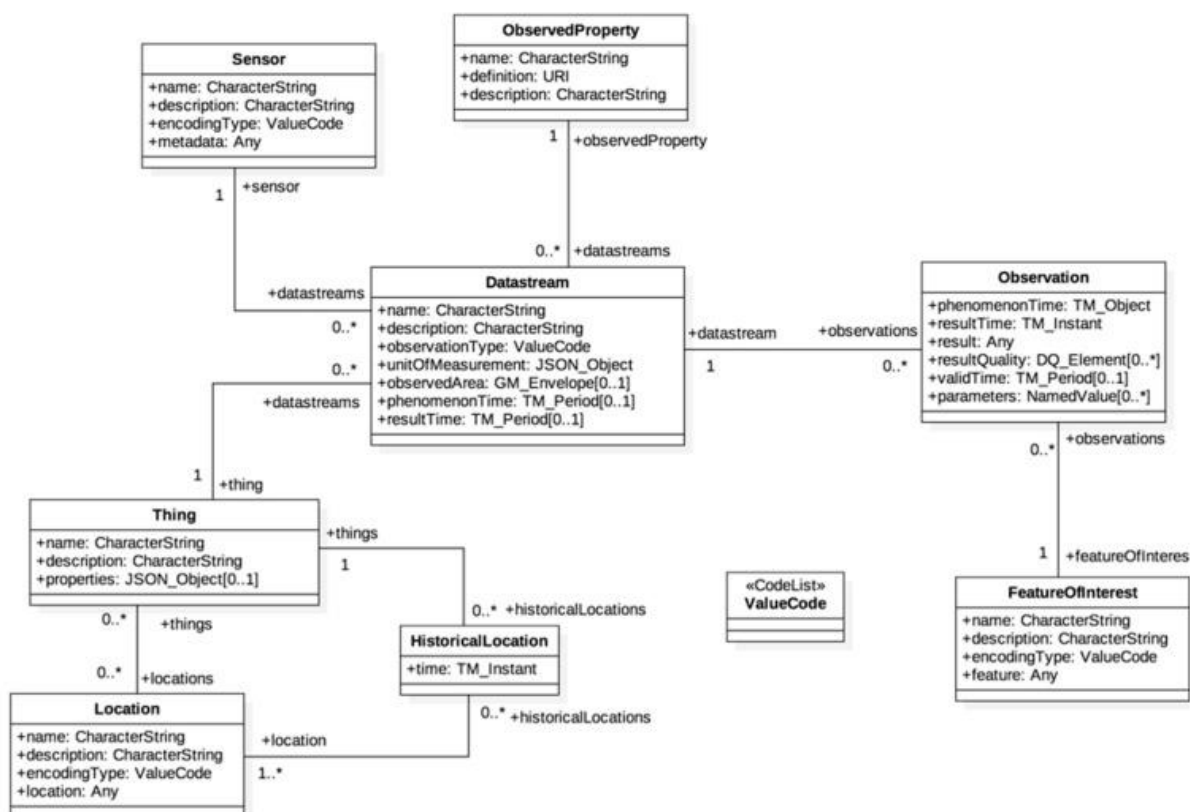 ObservedProperty
+name: CharacterString
+definition: URI
+description: CharacterString
Sensor
+name: CharacterString
+description: CharacterString
+encodingType: ValueCode
+metadata: Any
1
+observedProperty
1
+sensor
0..*
+datastreams
+datastreams
0..*
Datastream
+name: CharacterString
+description: CharacterString
+observationType: ValueCode
+unitOfMeasurement: JSON_Object
+observedArea: GM_Envelope[0..1]
+phenomenonTime: TM_Period[0..1]
+resultTime: TM_Period[0..1]
+datastream
1
+observations
0..*
Observation
+phenomenonTime: TM_Object
+resultTime: TM_Instant
+result: Any
+resultQuality: DQ_Element[0..*]
+validTime: TM_Period[0..1]
+parameters: NamedValue[0..*]
0..*
+datastreams
0..*
+observations
1
+thing
Thing
+name: CharacterString
+description: CharacterString
+properties: JSON_Object[0..1]
+things
1
1
+featureOfInteres
«CodeList»
ValueCode
FeatureOfInterest
+name: CharacterString
+description: CharacterString
+encodingType: ValueCode
+feature: Any
0..*
+things
0..*
+historicalLocations
HistoricalLocation
+time: TM_Instant
0..*
+locations
0..*
+historicalLocations
Location
+name: CharacterString
+description: CharacterString
+encodingType: ValueCode
+location: Any
+location
1..*